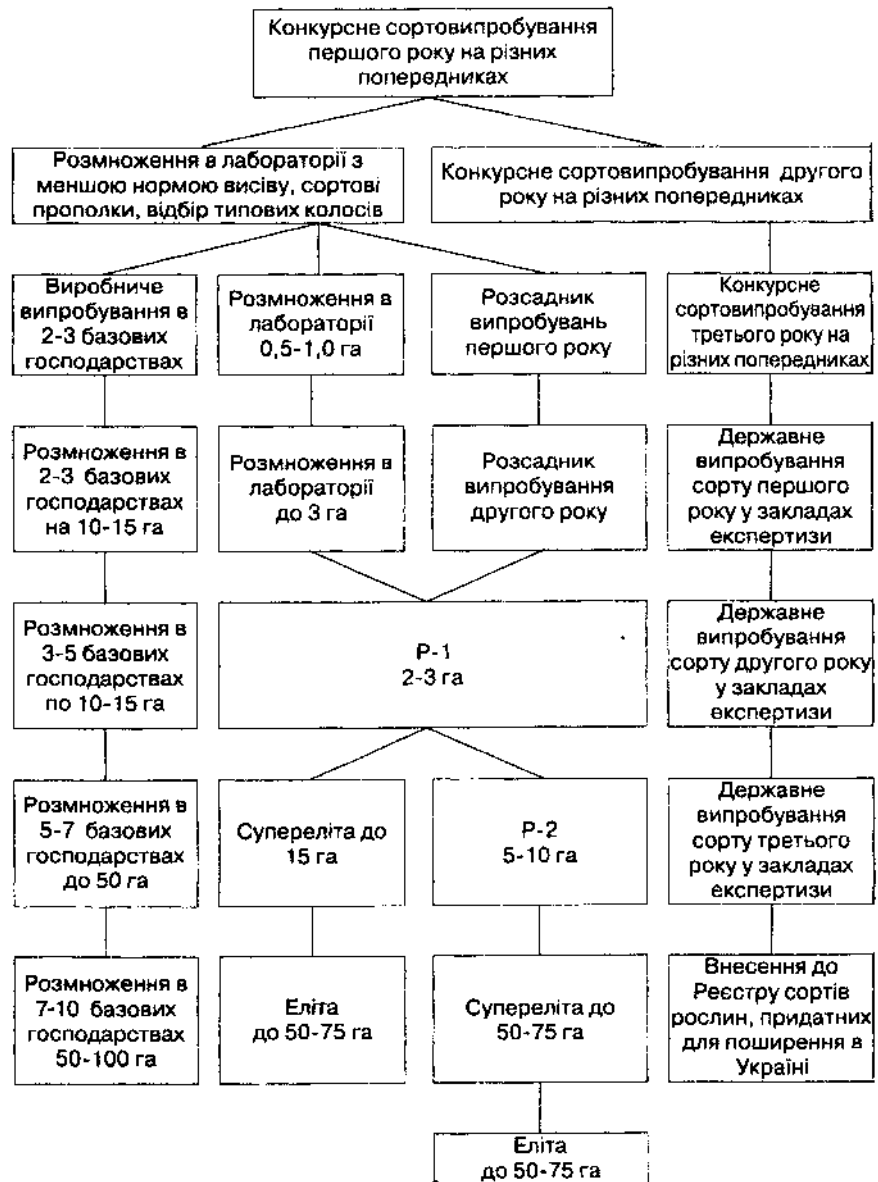 Конкурсне сортовипробування
першого року на різних
попередниках
Розмноження в лабораторії з
меншою нормою висіву, сортові
прополки, відбір типових колосів
Конкурсне сортовипробування другого
року на різних попередниках
Виробниче
випробування в
2-3 базових
господарствах
Розмноження в
лабораторії
0,5-1,0 га
Розсадник
випробувань
першого року
Конкурсне
сортовипробування
третього року на
різних попередниках
Розмноження в
2-3 базових
господарствах
на 10-15 га
Розмноження в
лабораторії
до 3 га
Розсадник
випробування
другого року
Державне
випробування
сорту першого
року у закладах
експертизи
Розмноження в
3-5 базових
господарствах
по 10-15 га
Р-1
2-3 га
Державне
випробування
сорту другого року
у закладах
експертизи
Розмноження в
5-7 базових
господарствах
до 50 га
Супереліта до
15 га
Р-2
5-10 га
Державне
випробування
сорту третього
року у закладах
експертизи
Розмноження в
7-10 базових
господарствах
50-100 га
Еліта
до 50-75 га
Супереліта до
50-75 га
Внесення до
Реєстру сортів
рослин, придатних
для поширення в
Україні
Еліта
до 50-75 га